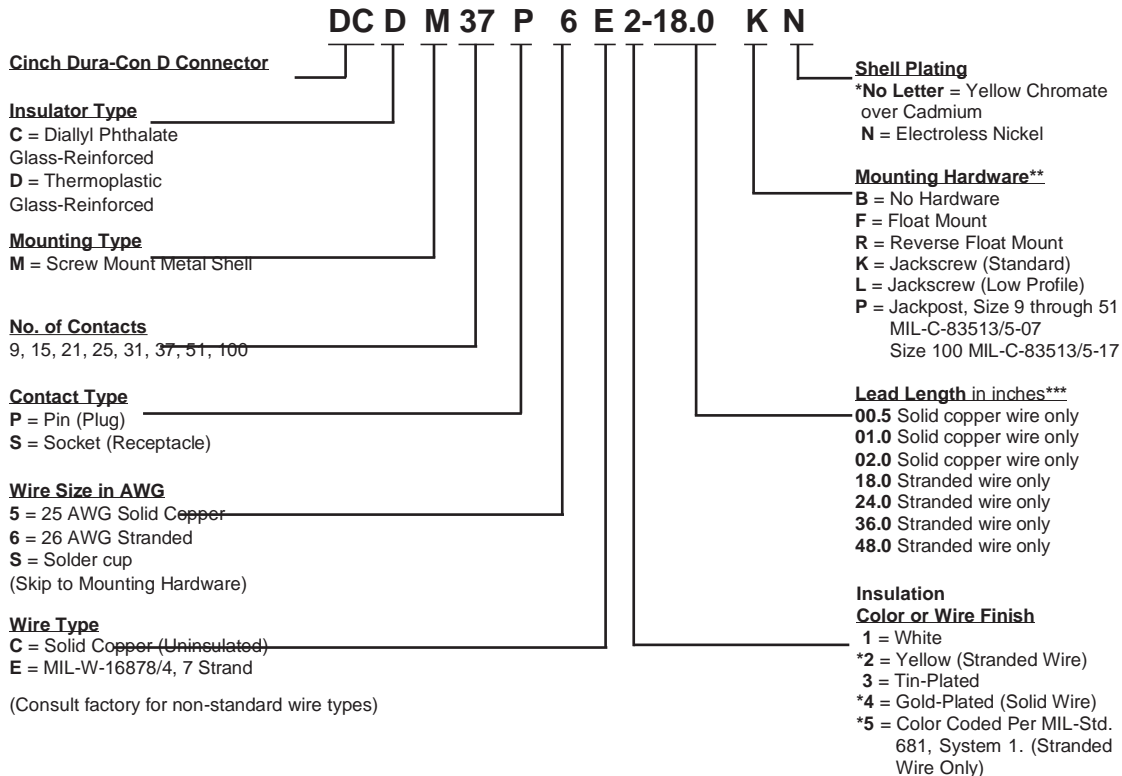 DC D M 37 P 6 E 2-18.0 K N
Cinch Dura-Con D Connector
Insulator Type
C = Diallyl Phthalate
Glass-Reinforced
D = Thermoplastic
Glass-Reinforced
Mounting Type
M = Screw Mount Metal Shell
No. of Contacts
9, 15, 21, 25, 31, 37, 51, 100
Contact Type
P = Pin (Plug)
S = Socket (Receptacle)
Wire Size in AWG
5 = 25 AWG Solid Copper
6 = 26 AWG Stranded
S = Solder cup
(Skip to Mounting Hardware)
Wire Type
C = Solid Copper (Uninsulated)
E = MIL-W-16878/4, 7 Strand
(Consult factory for non-standard wire types)
Shell Plating
*No Letter = Yellow Chromate
over Cadmium
N = Electroless Nickel
Mounting Hardware**
B = No Hardware
F = Float Mount
R = Reverse Float Mount
K = Jackscrew (Standard)
L = Jackscrew (Low Profile)
P = Jackpost, Size 9 through 51
MIL-C-83513/5-07
Size 100 MIL-C-83513/5-17
Lead Length in inches***
00.5 Solid copper wire only
01.0 Solid copper wire only
02.0 Solid copper wire only
18.0 Stranded wire only
24.0 Stranded wire only
36.0 Stranded wire only
48.0 Stranded wire only
Insulation
Color or Wire Finish
1 = White
*2 = Yellow (Stranded Wire)
3 = Tin-Plated
*4 = Gold-Plated (Solid Wire)
*5 = Color Coded Per MIL-Std.
681, System 1. (Stranded
Wire Only)